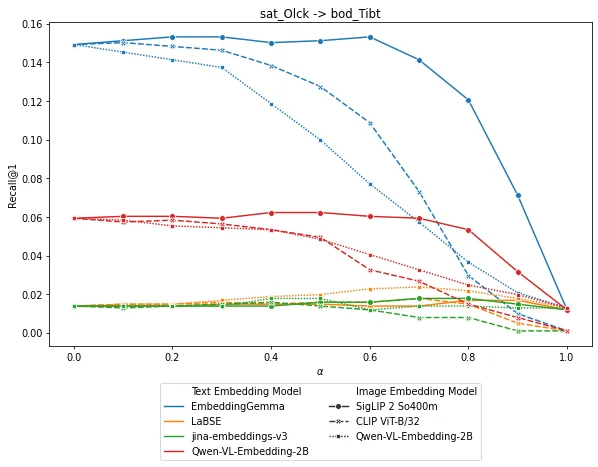 sat_Olck -> bod_Tibt
Recall@1
0.16
0.14
0.12
0.10
0.08
0.06
0.04
0.02
0.00
0.0 0.2 0.4 0.6 0.8 1.0
α
Text Embedding Model
EmbeddingGemma
LaBSE
jina-embeddings-v3
Qwen-VL-Embedding-2B
Image Embedding Model
SigLIP 2 So400m
CLIP ViT-B/32
Qwen-VL-Embedding-2B